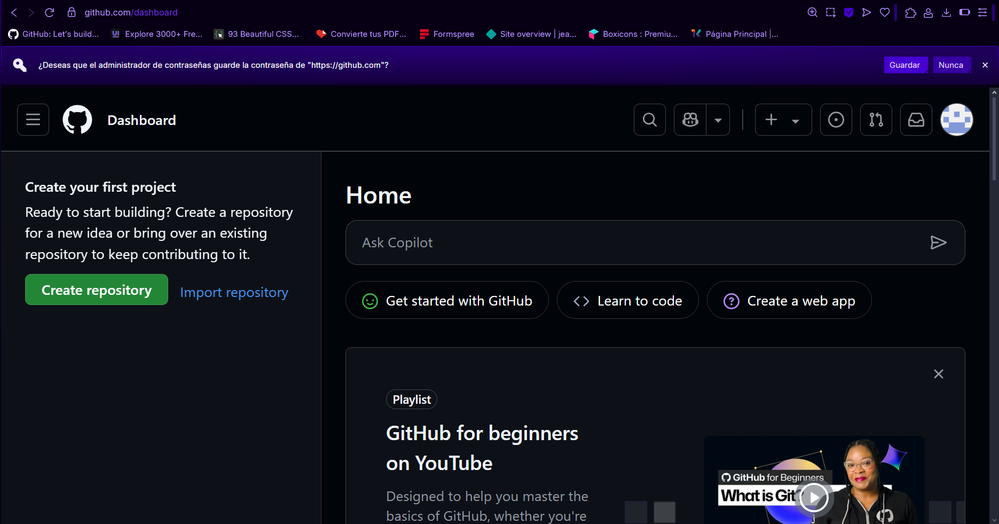 github.com/dashboard
GitHub: Let's build...
Explore 3000+ Fre...
93 Beautiful CSS...
Convierte tus PDF...
Formspree
Site overview | jea...
Boxicons : Premiu...
Página Principal |...
¿Deseas que el administrador de contraseñas guarde la contraseña de "https://github.com"?
Guardar
Nunca
Dashboard
Create your first project
Ready to start building? Create a repository
for a new idea or bring over an existing
repository to keep contributing to it.
Create repository
Import repository
Home
Ask Copilot
Get started with GitHub
Learn to code
Create a web app
Playlist
GitHub for beginners
on YouTube
Designed to help you master the
basics of GitHub, whether you're
GitHub for Beginners
What is Git?